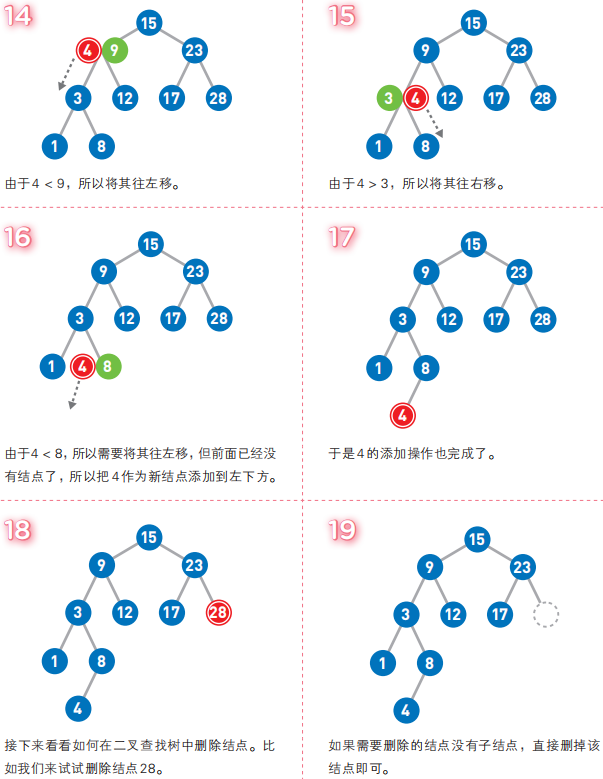 14
15
4 9 23
3 12 17 28
1 8
由于4 < 9，所以将其往左移。
15
15
9 23
3 4 12 17 28
1 8
由于4 > 3，所以将其往右移。
16
15
9 23
3 12 17 28
1 4 8
由于4 < 8，所以需要将其往左移，但前面已经没
有结点了，所以把4作为新结点添加到左下方。
17
15
9 23
3 12 17 28
1 8
4
于是4的添加操作也完成了。
18
15
9 23
3 12 17 28
1 8
4
接下来看看如何在二叉查找树中删除结点。比
如我们来试试删除结点28。
19
15
9 23
3 12 17
1 8
4
如果需要删除的结点没有子结点，直接删掉该
结点即可。